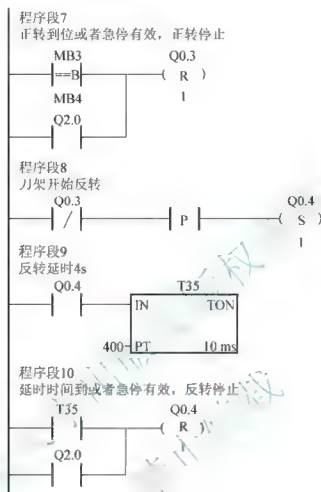 程序段7
正转到位或者急停有效，正转停止
MB3 Q0.3
==B R
MB4 1
Q2.0
程序段8
刀架开始反转
Q0.3 Q0.4
/ P S
1
程序段9
反转延时4s
Q0.4 T35
IN TON
400 PT 10 ms
程序段10
延时时间到或者急停有效，反转停止
T35 Q0.4
R
Q2.0 1